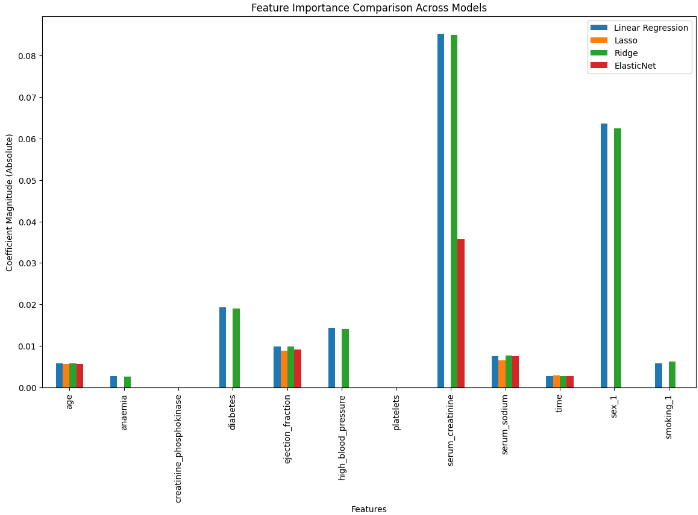 Feature Importance Comparison Across Models
Linear Regression
Lasso
Ridge
ElasticNet
Coefficient Magnitude (Absolute)
0.08
0.07
0.06
0.05
0.04
0.03
0.02
0.01
0.00
age
anaemia
creatinine_phosphokinase
diabetes
ejection_fraction
high_blood_pressure
platelets
serum_creatinine
serum_sodium
time
sex_1
smoking_1
Features